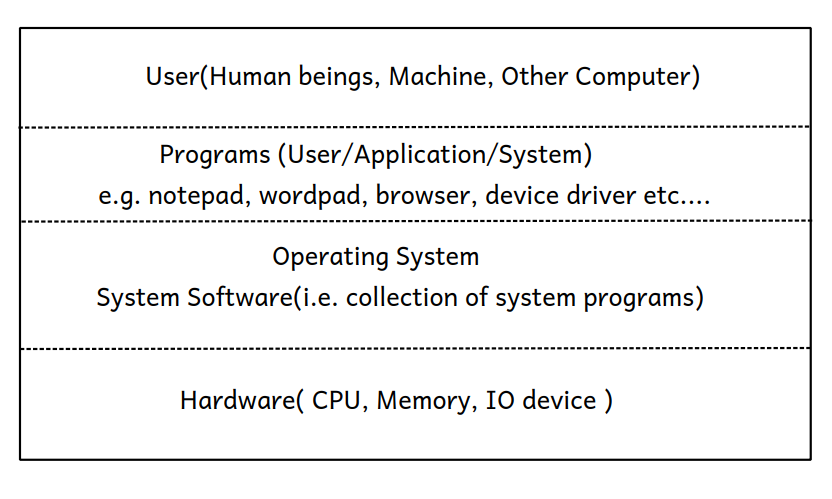 User(Human beings, Machine, Other Computer)
Programs (User/Application/System)
e.g. notepad, wordpad, browser, device driver etc....
Operating System
System Software(i.e. collection of system programs)
Hardware( CPU, Memory, IO device )